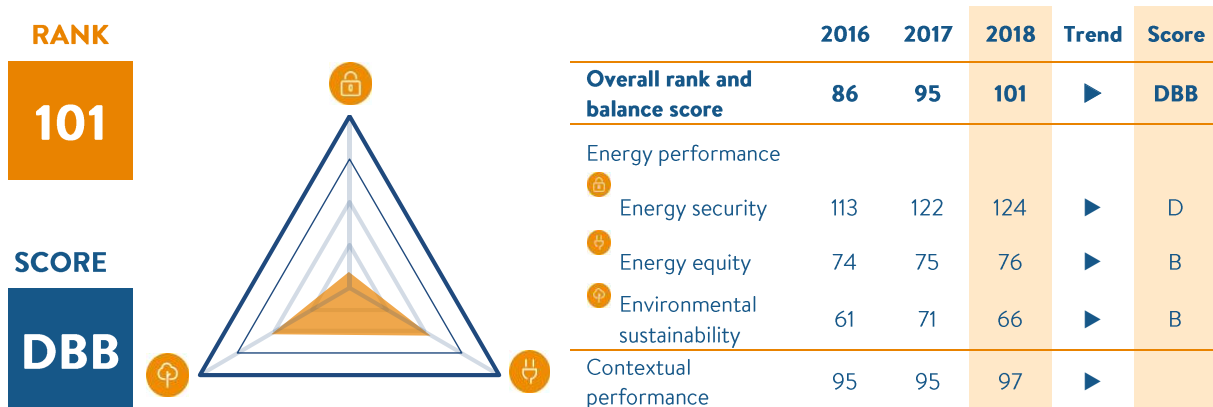 RANK
101
SCORE
DBB
2016 2017 2018 Trend Score
Overall rank and
balance score 86 95 101 ▶ DBB
Energy performance
Energy security 113 122 124 ▶ D
Energy equity 74 75 76 ▶ B
Environmental
sustainability 61 71 66 ▶ B
Contextual
performance 95 95 97 ▶